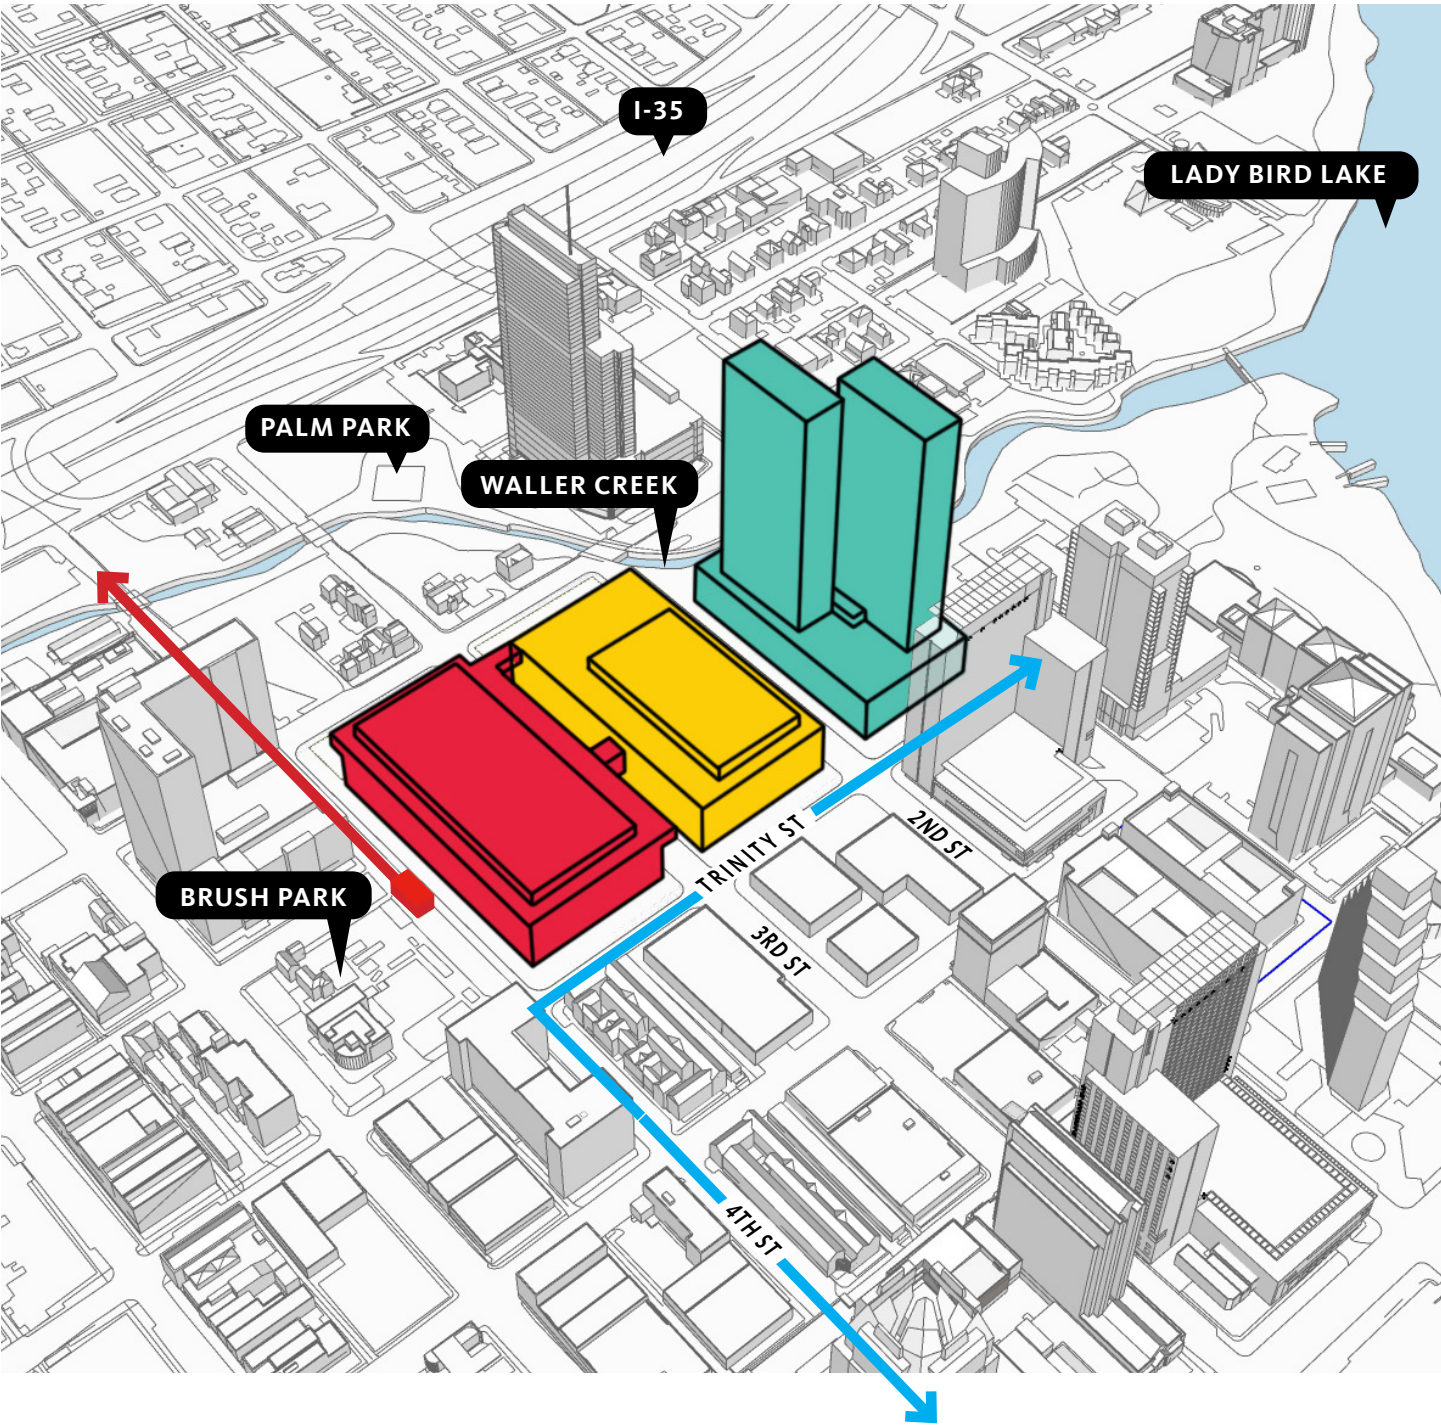 I-35
LADY BIRD LAKE
PALM PARK
WALLER CREEK
TRINITY ST
2ND ST
BRUSH PARK
3RD ST
4TH ST